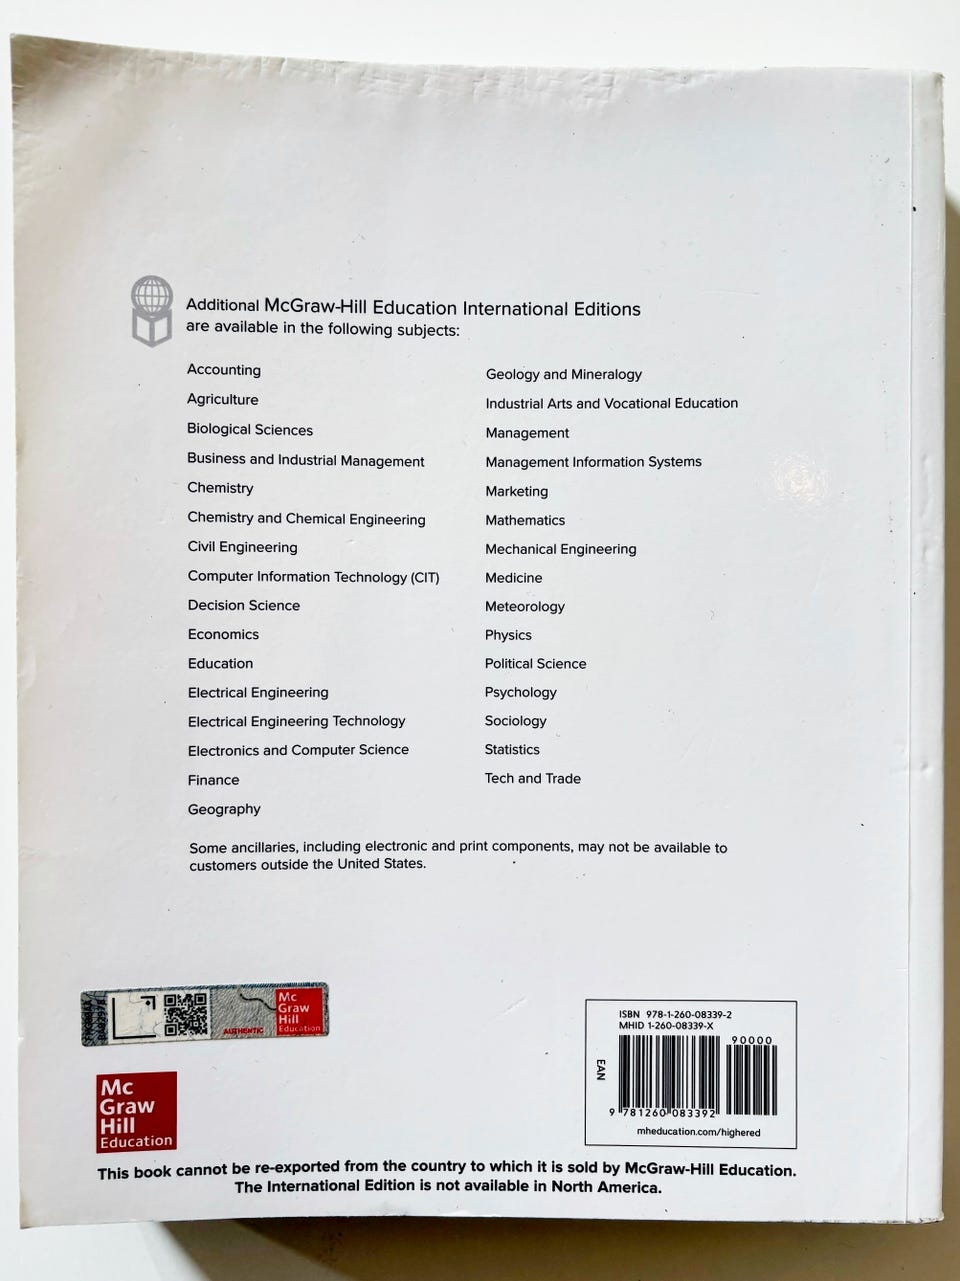 Additional McGraw-Hill Education International Editions
are available in the following subjects:
Accounting
Agriculture
Biological Sciences
Business and Industrial Management
Chemistry
Chemistry and Chemical Engineering
Civil Engineering
Computer Information Technology (CIT)
Decision Science
Economics
Education
Electrical Engineering
Electrical Engineering Technology
Electronics and Computer Science
Finance
Geography
Geology and Mineralogy
Industrial Arts and Vocational Education
Management
Management Information Systems
Marketing
Mathematics
Mechanical Engineering
Medicine
Meteorology
Physics
Political Science
Psychology
Sociology
Statistics
Tech and Trade
Some ancillaries, including electronic and print components, may not be available to
customers outside the United States.
AUTHENTIC
Mc
Graw
Hill
Education
Mc
Graw
Hill
Education
ISBN 978-1-260-08339-2
MHID 1-260-08339-X
90000
EAN
9 781260 083392
mheducation.com/highered
This book cannot be re-exported from the country to which it is sold by McGraw-Hill Education.
The International Edition is not available in North America.